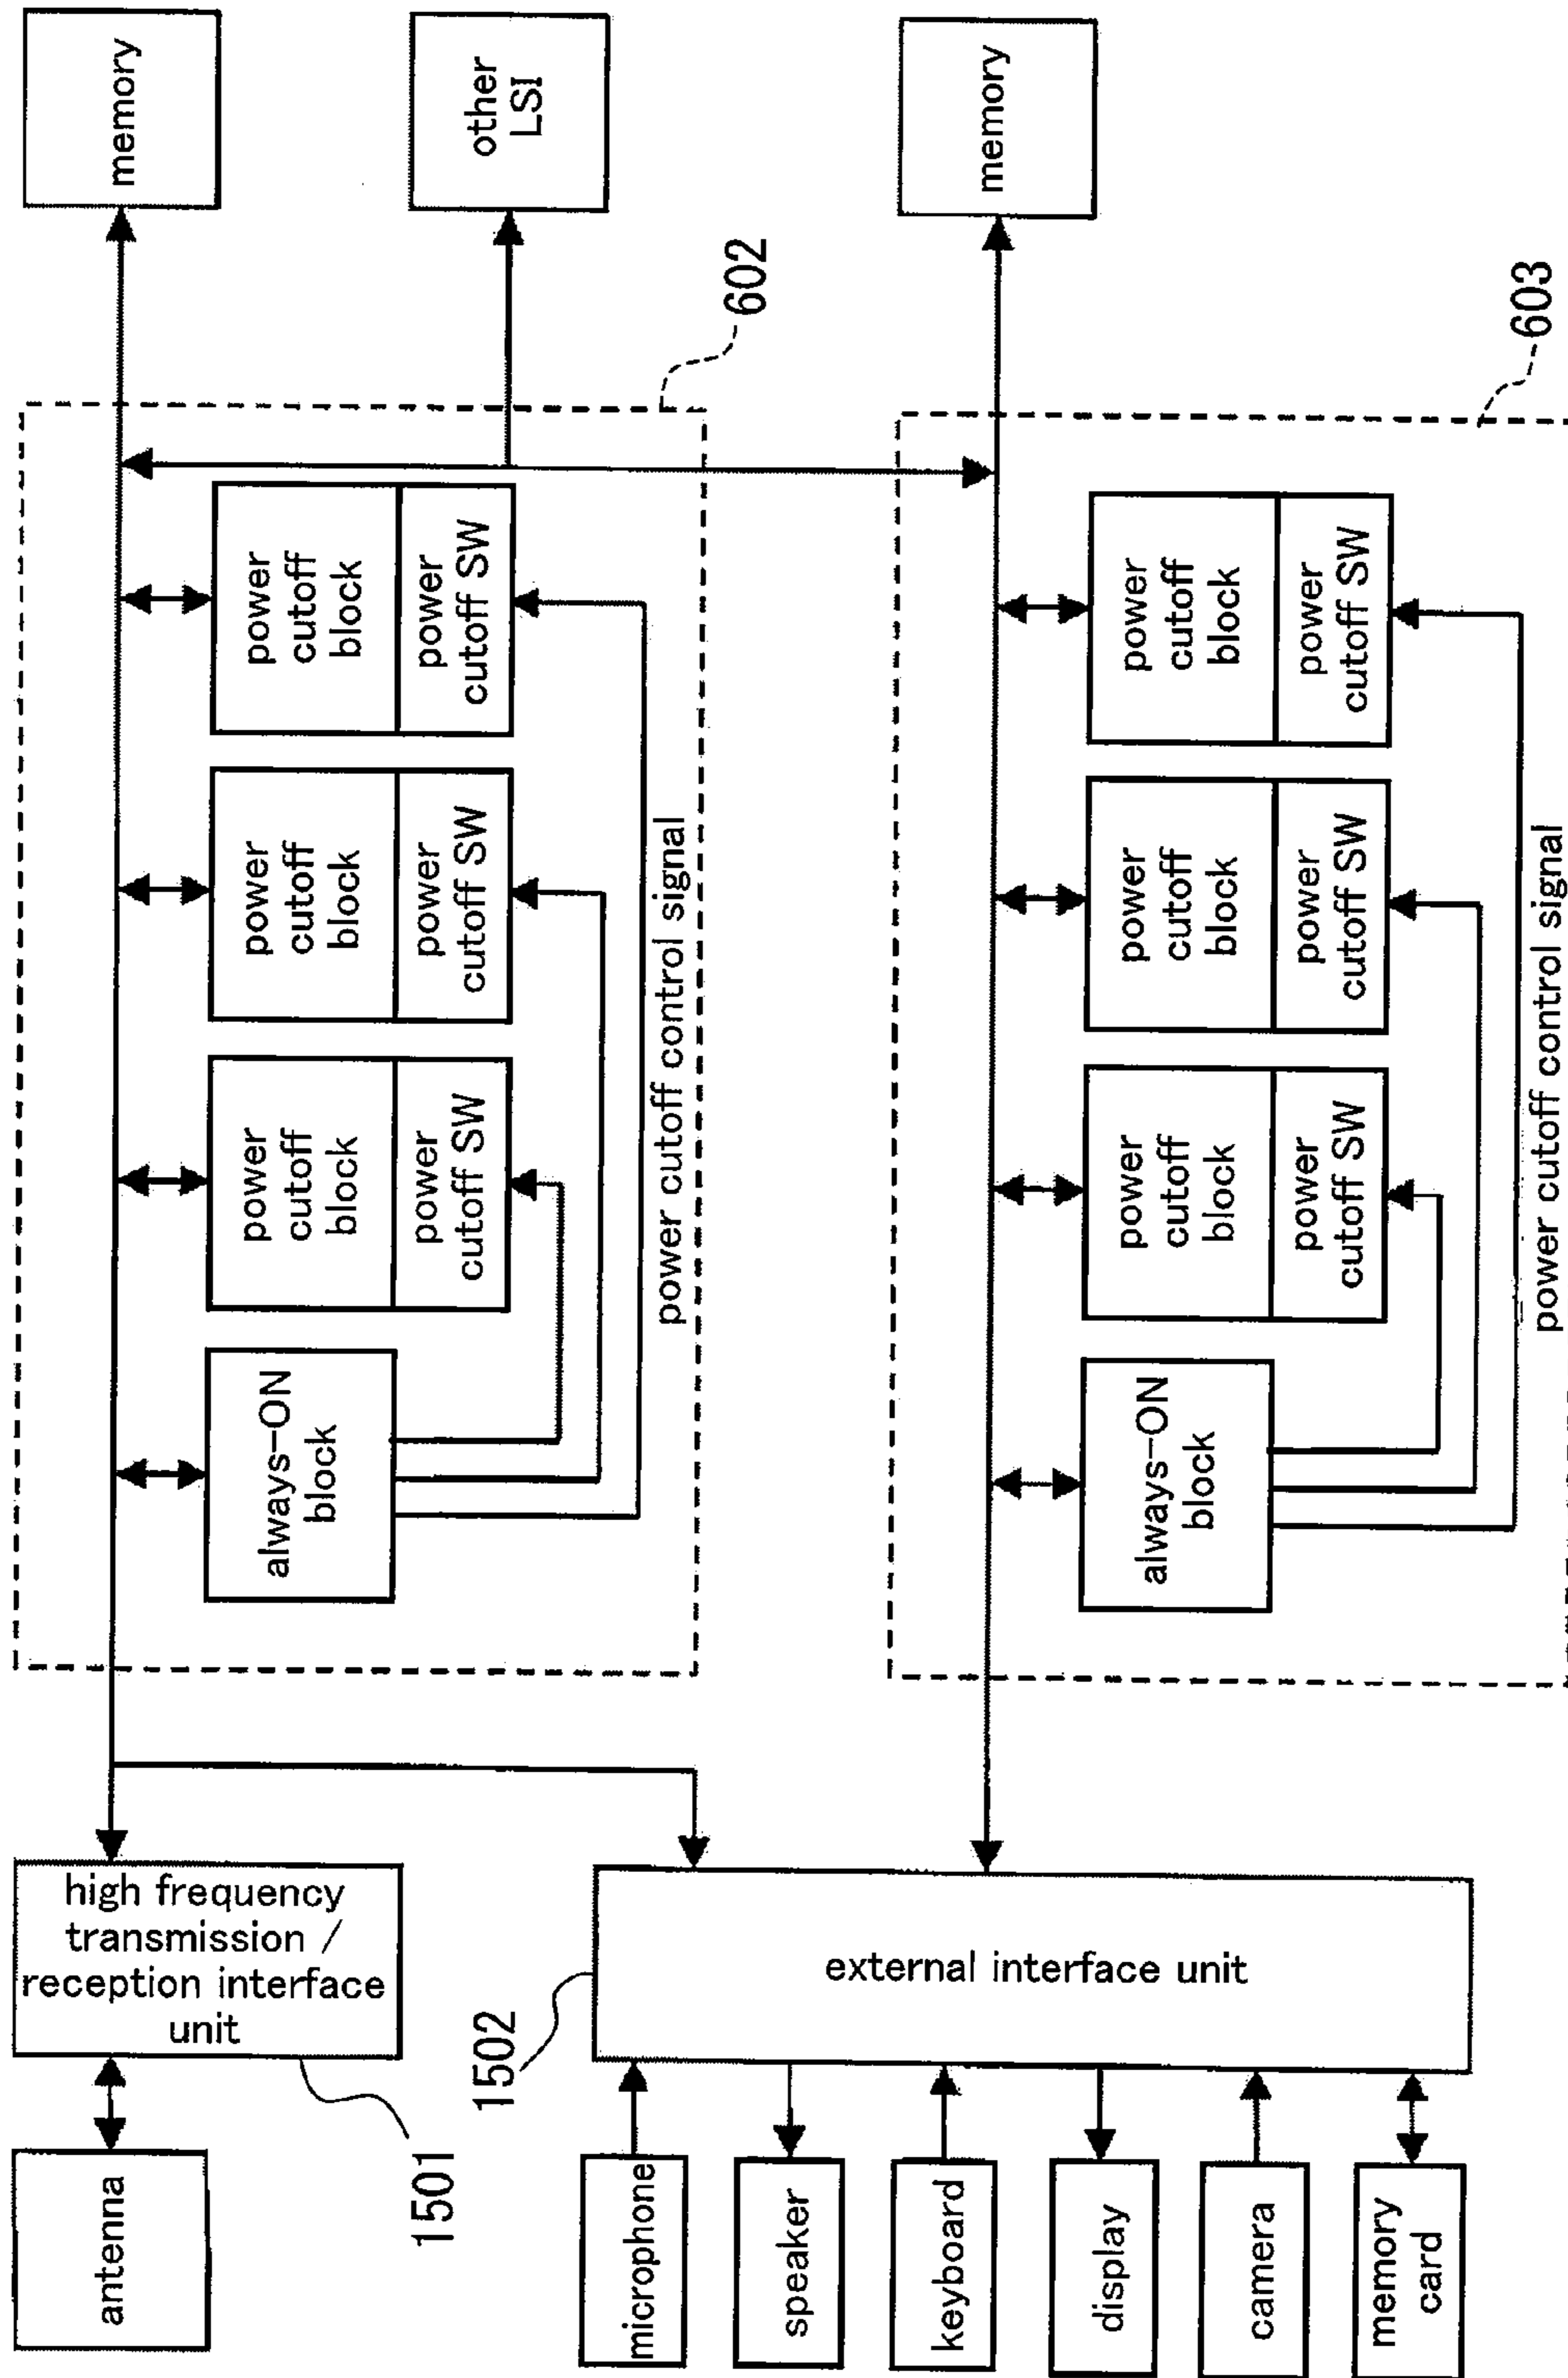 antenna
high frequency
transmission /
reception interface
unit
1501
microphone
speaker
keyboard
display
camera
memory
card
1502
external interface unit
always-ON
block
power
cutoff
block
power
cutoff SW
power
cutoff
block
power
cutoff SW
power
cutoff
block
power
cutoff SW
power cutoff control signal
602
memory
other
LSI
always-ON
block
power
cutoff
block
power
cutoff SW
power
cutoff
block
power
cutoff SW
power
cutoff
block
power
cutoff SW
power cutoff control signal
603
memory